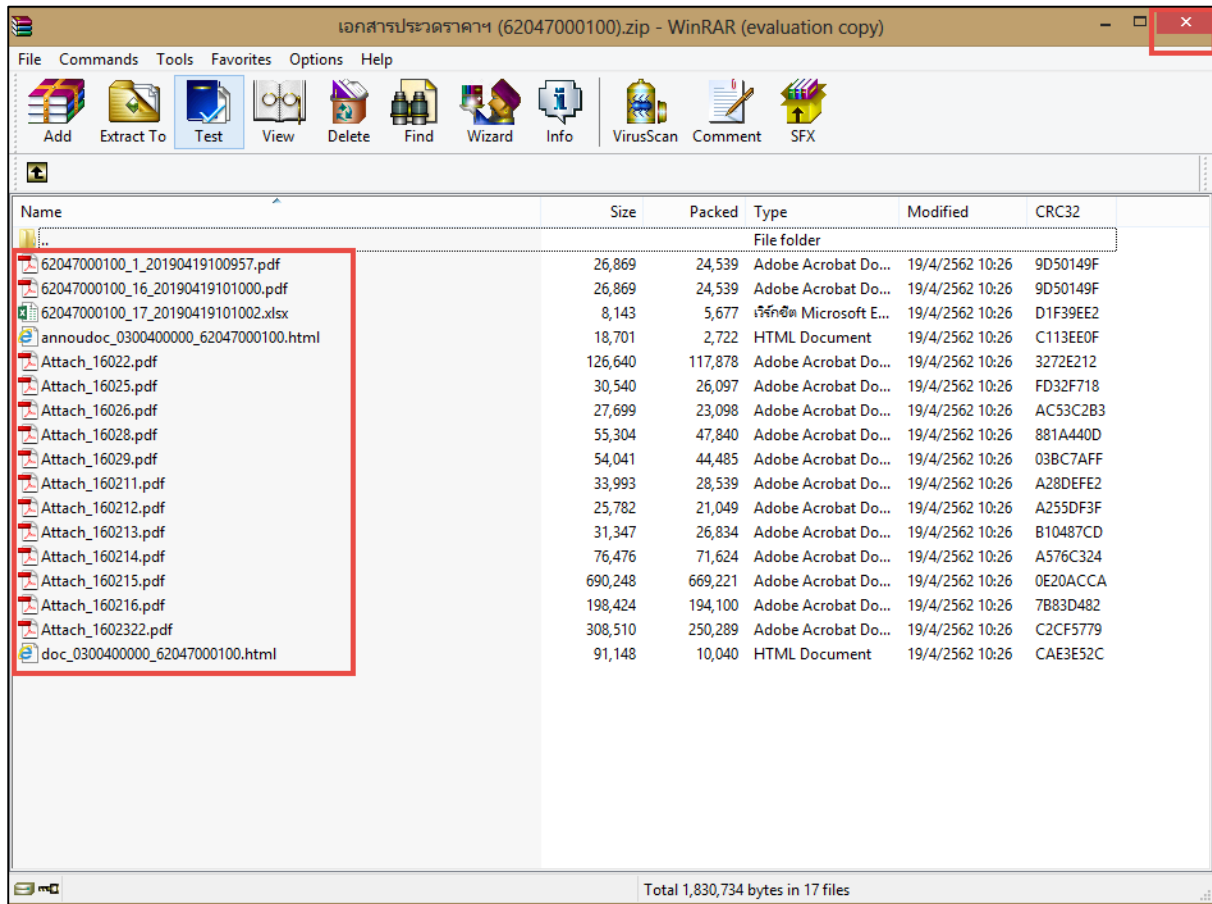 เอกสารประวดราคาฯ (62047000100).zip - WinRAR (evaluation copy)
File Commands Tools Favorites Options Help
Add Extract To Test View Delete Find Wizard Info VirusScan Comment SFX
Name Size Packed Type Modified CRC32
.. File folder
62047000100_1_20190419100957.pdf 26,869 24,539 Adobe Acrobat Do... 19/4/2562 10:26 9D50149F
62047000100_16_20190419101000.pdf 26,869 24,539 Adobe Acrobat Do... 19/4/2562 10:26 9D50149F
62047000100_17_20190419101002.xlsx 8,143 5,677 เวิร์กชีต Microsoft E... 19/4/2562 10:26 D1F39EE2
annoudoc_0300400000_62047000100.html 18,701 2,722 HTML Document 19/4/2562 10:26 C113EE0F
Attach_16022.pdf 126,640 117,878 Adobe Acrobat Do... 19/4/2562 10:26 3272E212
Attach_16025.pdf 30,540 26,097 Adobe Acrobat Do... 19/4/2562 10:26 FD32F718
Attach_16026.pdf 27,699 23,098 Adobe Acrobat Do... 19/4/2562 10:26 AC53C2B3
Attach_16028.pdf 55,304 47,840 Adobe Acrobat Do... 19/4/2562 10:26 881A440D
Attach_16029.pdf 54,041 44,485 Adobe Acrobat Do... 19/4/2562 10:26 03BC7AFF
Attach_160211.pdf 33,993 28,539 Adobe Acrobat Do... 19/4/2562 10:26 A28DEFE2
Attach_160212.pdf 25,782 21,049 Adobe Acrobat Do... 19/4/2562 10:26 A255DF3F
Attach_160213.pdf 31,347 26,834 Adobe Acrobat Do... 19/4/2562 10:26 B10487CD
Attach_160214.pdf 76,476 71,624 Adobe Acrobat Do... 19/4/2562 10:26 A576C324
Attach_160215.pdf 690,248 669,221 Adobe Acrobat Do... 19/4/2562 10:26 0E20ACCA
Attach_160216.pdf 198,424 194,100 Adobe Acrobat Do... 19/4/2562 10:26 7B83D482
Attach_1602322.pdf 308,510 250,289 Adobe Acrobat Do... 19/4/2562 10:26 C2CF5779
doc_0300400000_62047000100.html 91,148 10,040 HTML Document 19/4/2562 10:26 CAE3E52C
Total 1,830,734 bytes in 17 files